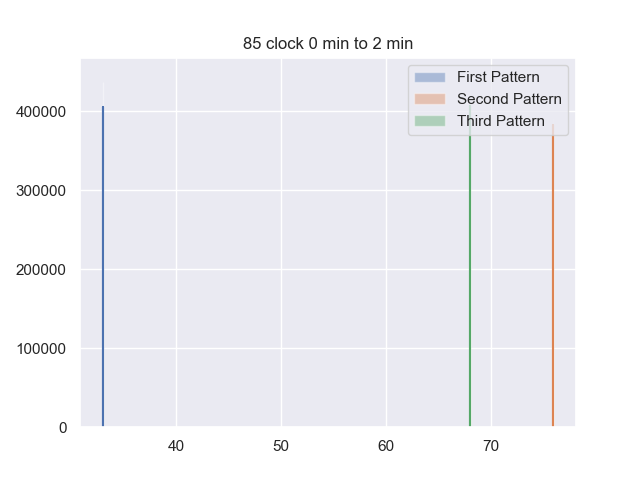 85 clock 0 min to 2 min
First Pattern
Second Pattern
Third Pattern
400000
300000
200000
100000
0
40 50 60 70